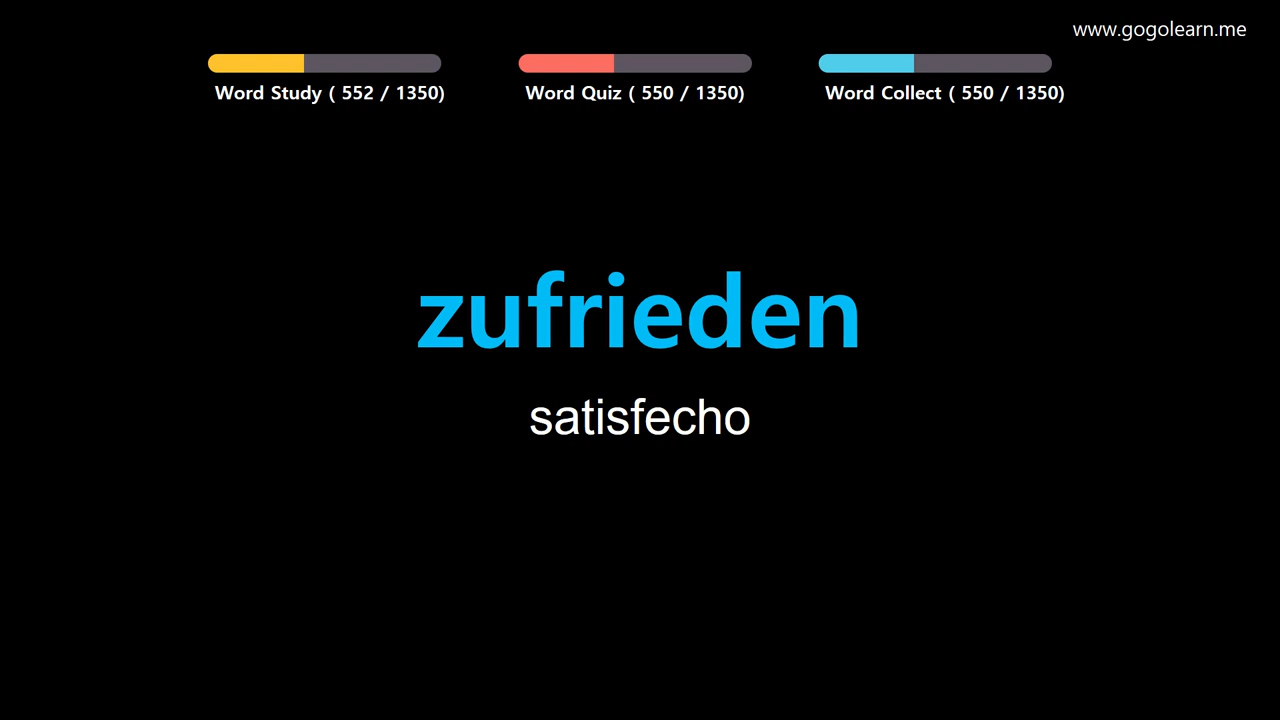 www.gogolearn.me
Word Study ( 552 / 1350)
Word Quiz ( 550 / 1350)
Word Collect ( 550 / 1350)
zufrieden
satisfecho